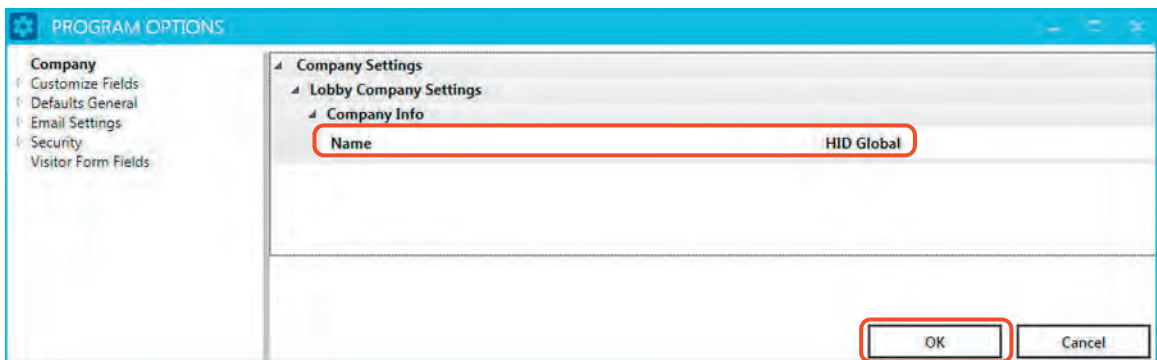 PROGRAM OPTIONS
Company
Customize Fields
Defaults General
Email Settings
Security
Visitor Form Fields
Company Settings
Lobby Company Settings
Company Info
Name HID Global
OK Cancel